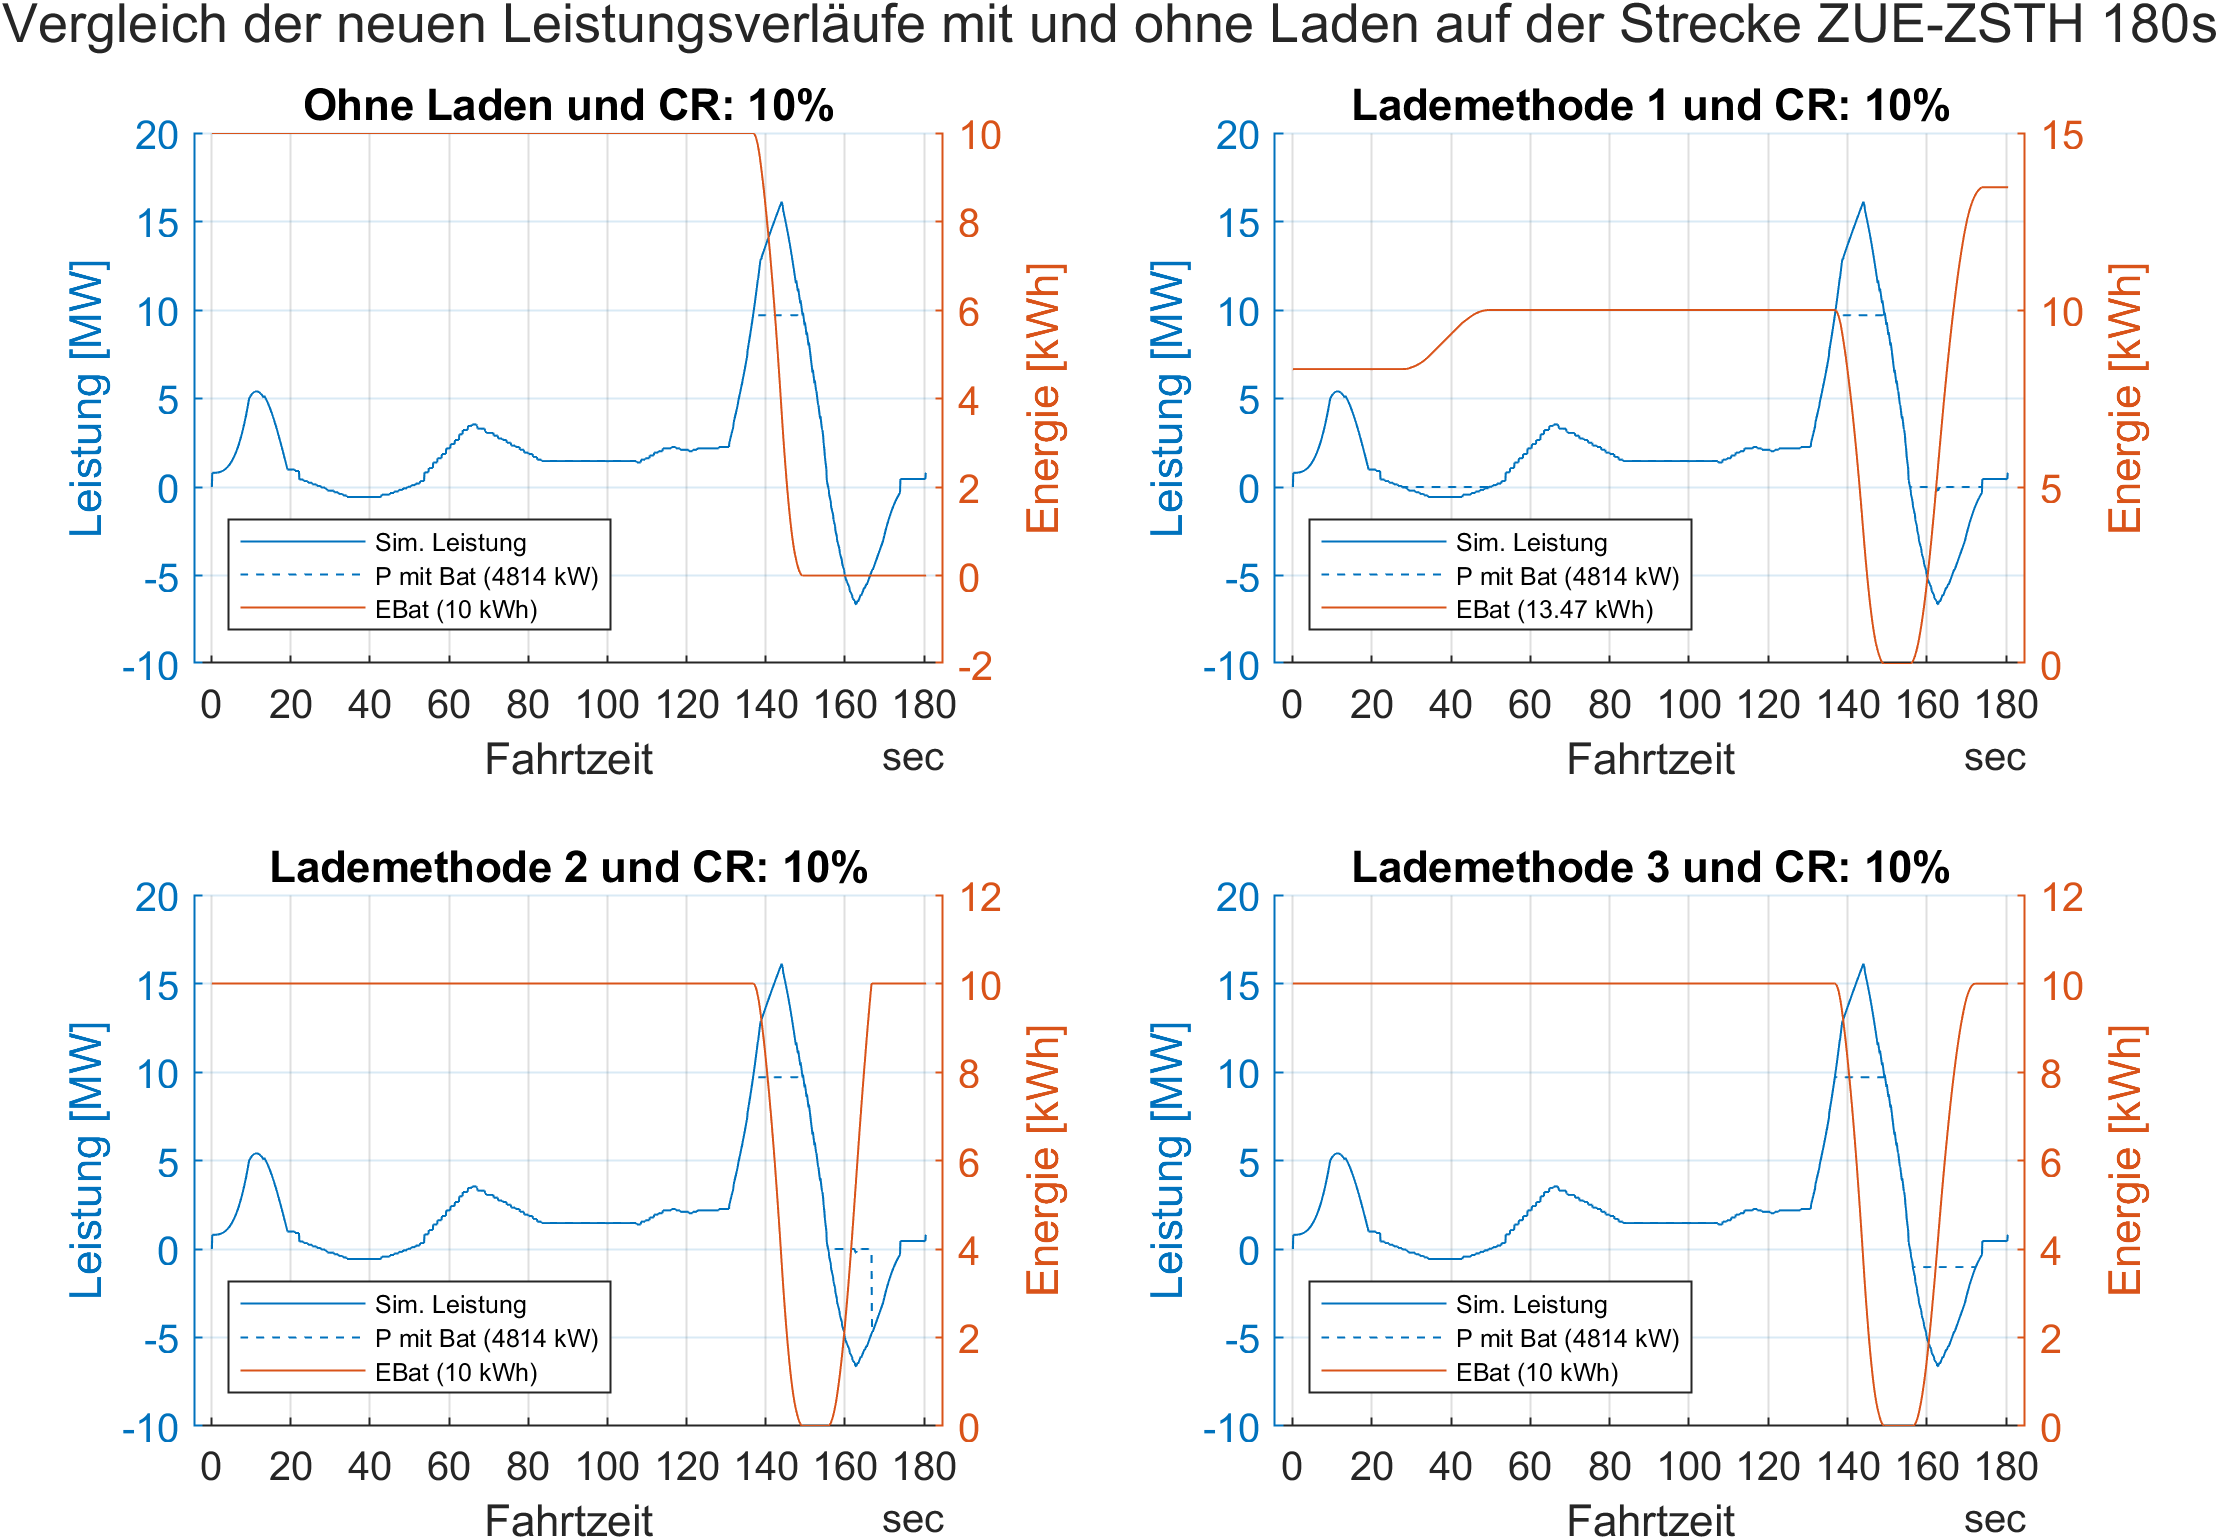 Vergleich der neuen Leistungsverläufe mit und ohne Laden auf der Strecke ZUE-ZSTH 180s
Ohne Laden und CR: 10%
20
15
10
5
0
-5
-10
Leistung [MW]
10
8
6
4
2
0
-2
Energie [kWh]
Sim. Leistung
P mit Bat (4814 kW)
EBat (10 kWh)
0 20 40 60 80 100 120 140 160 180
Fahrtzeit
sec
Lademethode 1 und CR: 10%
20
15
10
5
0
-5
-10
Leistung [MW]
15
10
5
0
Energie [kWh]
Sim. Leistung
P mit Bat (4814 kW)
EBat (13.47 kWh)
0 20 40 60 80 100 120 140 160 180
Fahrtzeit
sec
Lademethode 2 und CR: 10%
20
15
10
5
0
-5
-10
Leistung [MW]
12
10
8
6
4
2
0
Energie [kWh]
Sim. Leistung
P mit Bat (4814 kW)
EBat (10 kWh)
0 20 40 60 80 100 120 140 160 180
Fahrtzeit
sec
Lademethode 3 und CR: 10%
20
15
10
5
0
-5
-10
Leistung [MW]
12
10
8
6
4
2
0
Energie [kWh]
Sim. Leistung
P mit Bat (4814 kW)
EBat (10 kWh)
0 20 40 60 80 100 120 140 160 180
Fahrtzeit
sec